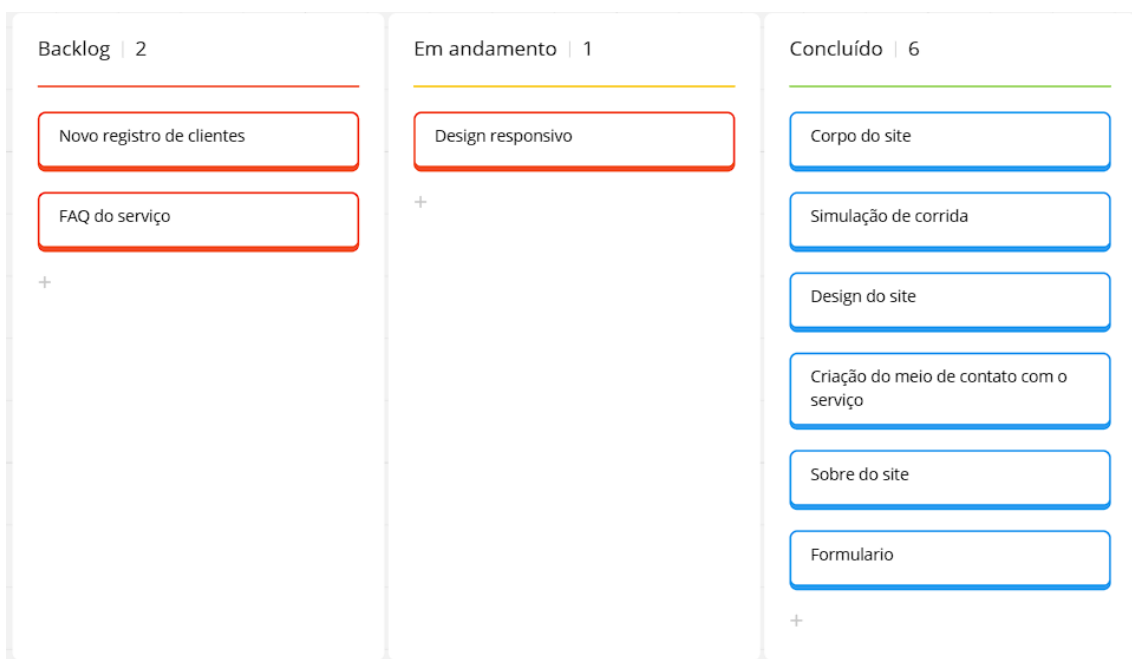 Backlog | 2
Novo registro de clientes
FAQ do serviço
+
Em andamento | 1
Design responsivo
+
Concluído | 6
Corpo do site
Simulação de corrida
Design do site
Criação do meio de contato com o
serviço
Sobre do site
Formulario
+